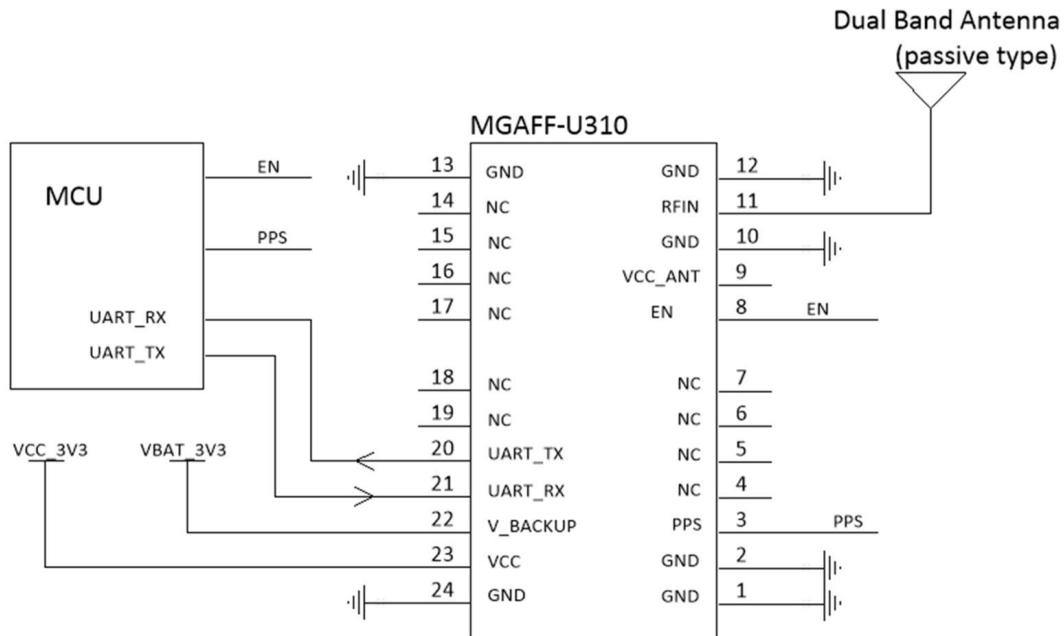 Dual Band Antenna
(passive type)
MGAFF-U310
MCU
EN
PPS
UART_RX
UART_TX
VCC_3V3 VBAT_3V3
13 GND GND 12
14 NC RFIN 11
15 NC GND 10
16 NC VCC_ANT 9
17 NC EN 8 EN
18 NC NC 7
19 NC NC 6
20 UART_TX NC 5
21 UART_RX NC 4
22 V_BACKUP PPS 3 PPS
23 VCC GND 2
24 GND GND 1